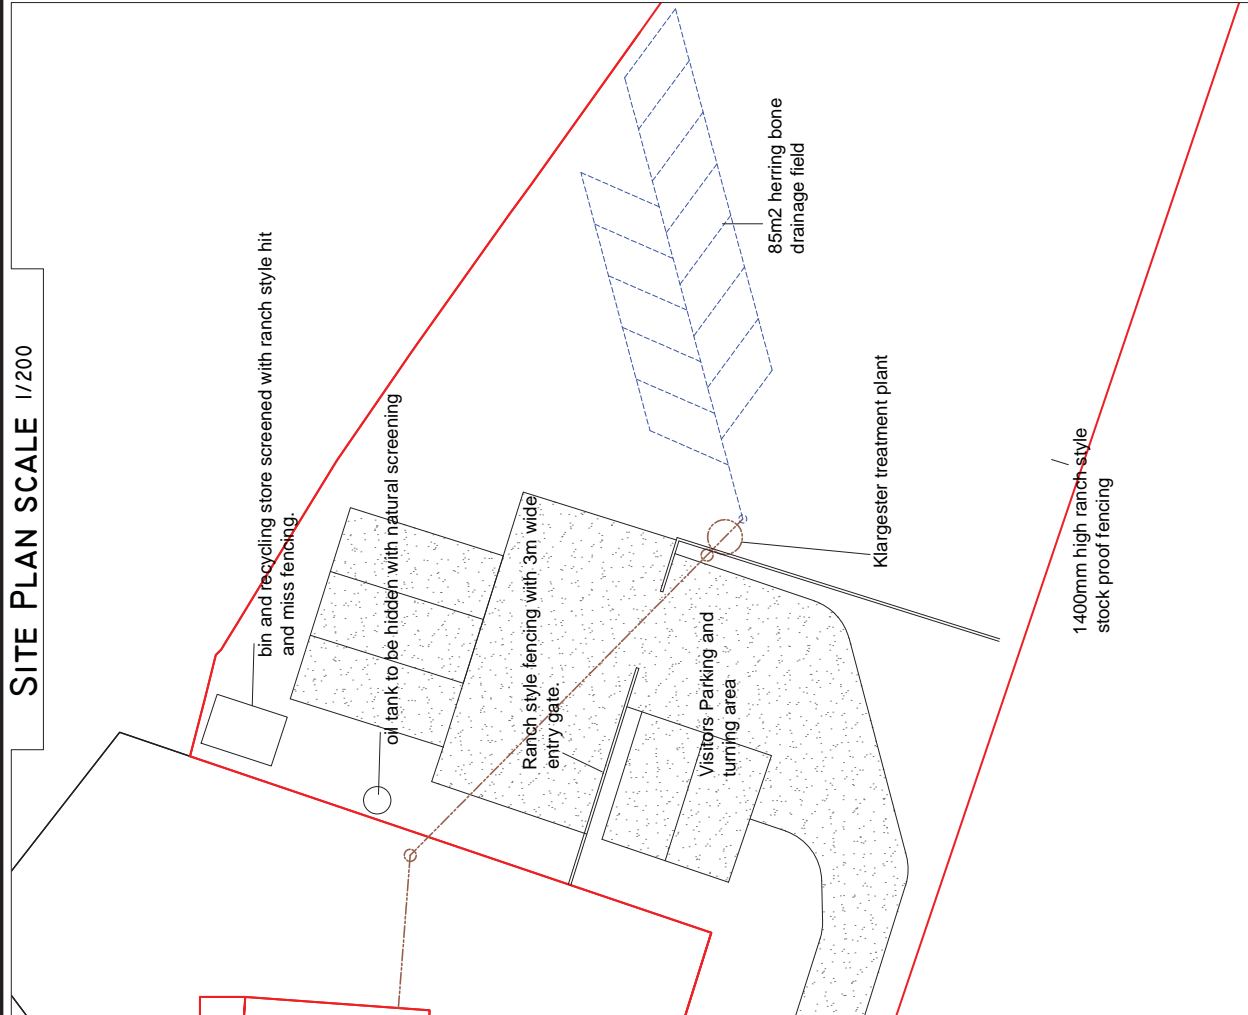 SITE PLAN SCALE 1/200
bin and recycling store screened with ranch style hit
and miss fencing.
oil tank to be hidden with natural screening
Ranch style fencing with 3m wide
entry gate.
Visitors Parking and
turning area
85m2 herring bone
drainage field
Klargester treatment plant
1400mm high ranch style
stock proof fencing